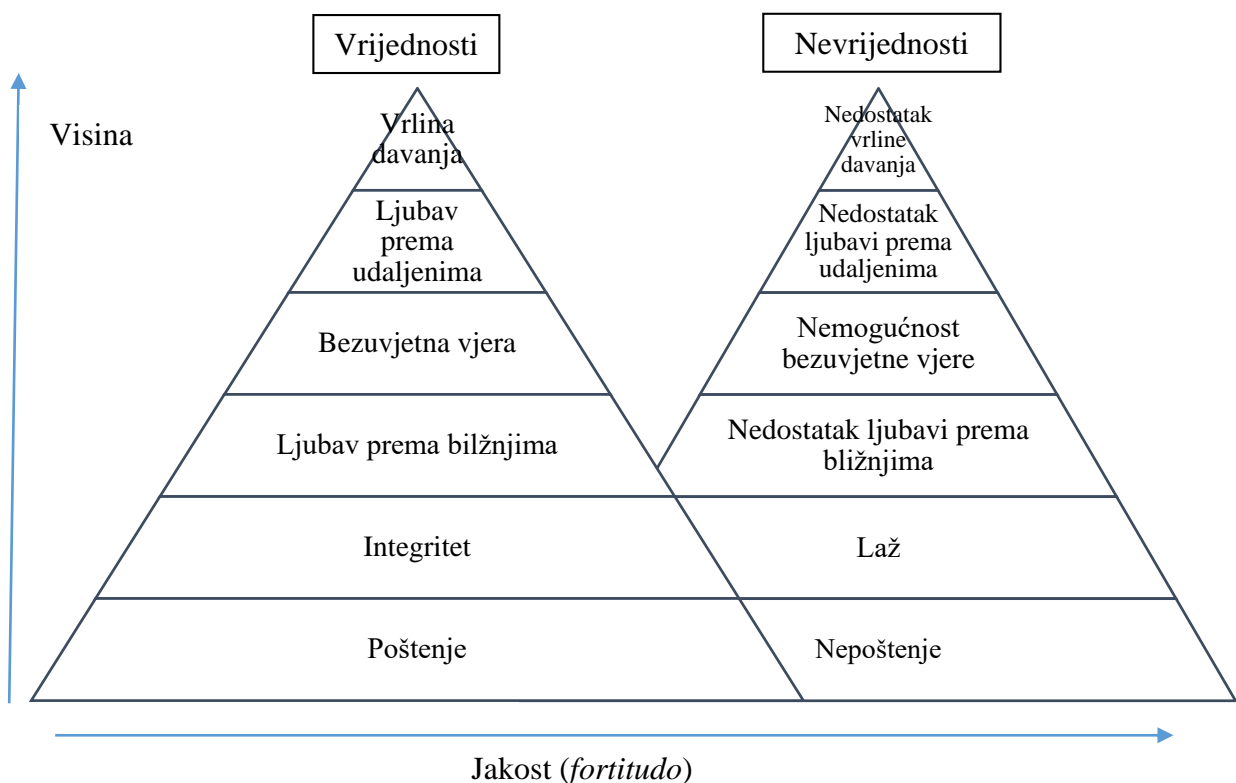 Vrijednosti
Nevrijednosti
Visina
Vrlina
davanja
Ljubav
prema
udaljenima
Bezuvjetna vjera
Ljubav prema bilžnjima
Integritet
Poštenje
Nedostatak
vrline
davanja
Nedostatak
ljubavi prema
udaljenima
Nemogućnost
bezuvjetne vjere
Nedostatak ljubavi prema
bližnjima
Laž
Nepoštenje
Jakost (fortitudo)